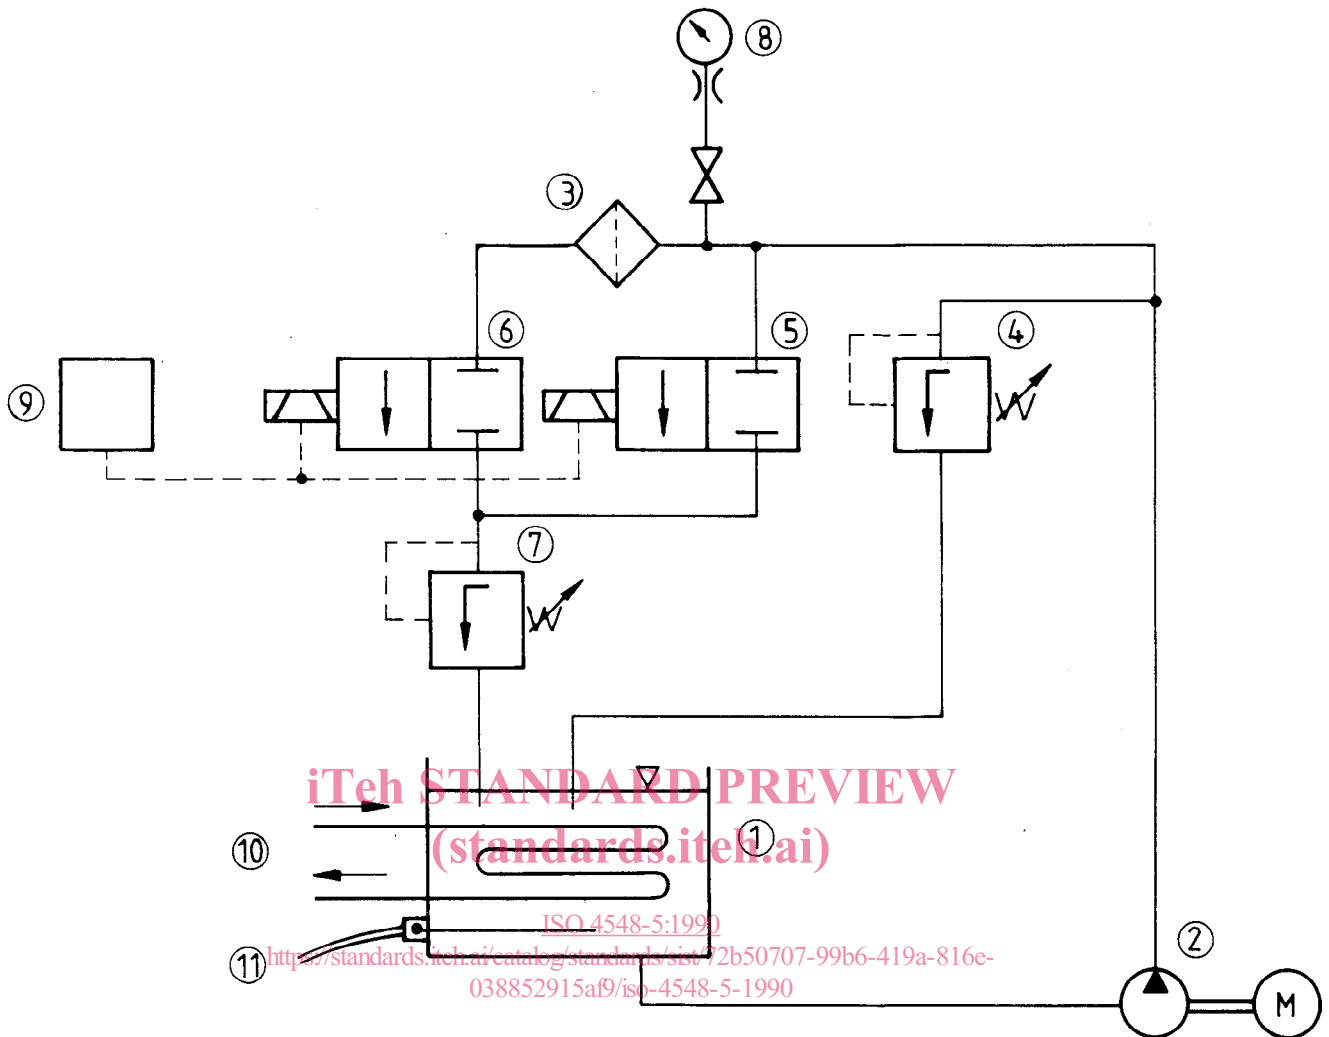 8
3
6
5
4
9
7
iTeh STANDARD PREVIEW
1
(standards.iteh.ai)
10
ISO 4548-5:1990
2
11
https://standards.iteh.ai/catalog/standards/sist/72b50707-99b6-419a-816e-
038852915af9/iso-4548-5-1990
M